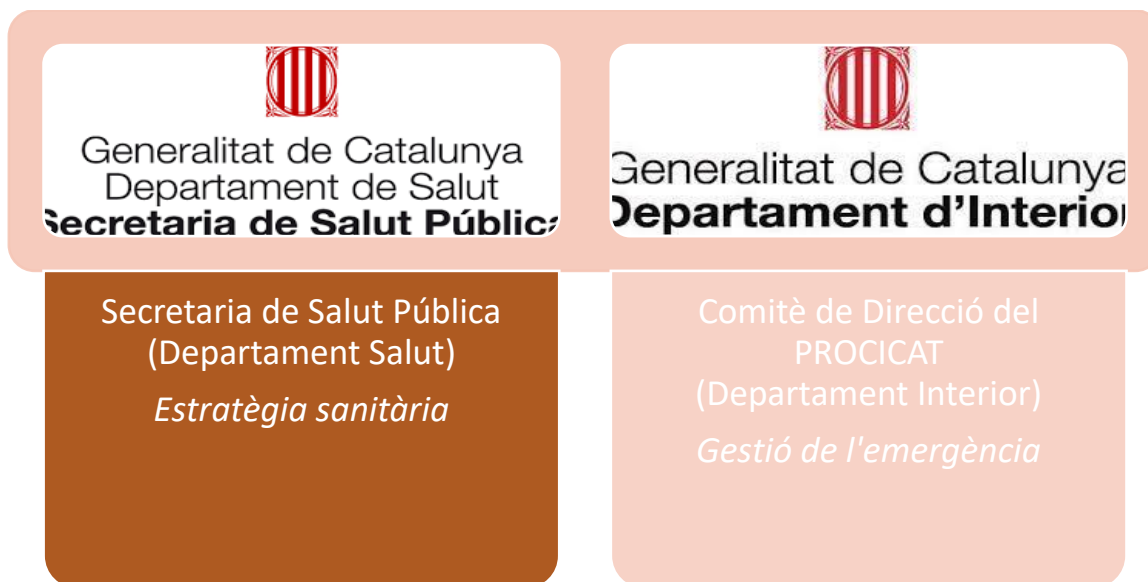 Generalitat de Catalunya
Departament de Salut
Secretaria de Salut Pública
Generalitat de Catalunya
Departament d'Interior
Secretaria de Salut Pública
(Departament Salut)
Estratègia sanitària
Comitè de Direcció del
PROCICAT
(Departament Interior)
Gestió de l'emergència